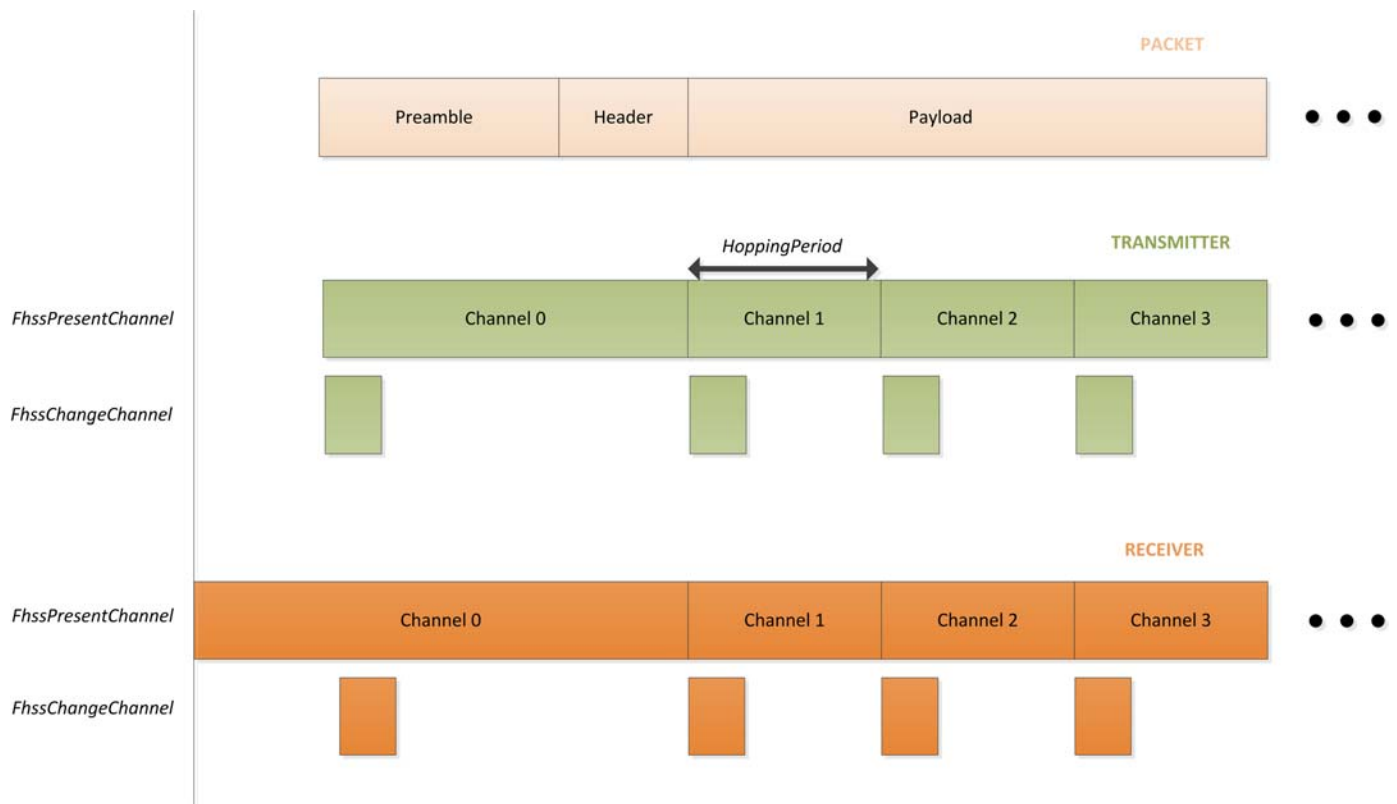 PACKET
Preamble Header Payload
HoppingPeriod
TRANSMITTER
FhssPresentChannel Channel 0 Channel 1 Channel 2 Channel 3
FhssChangeChannel
RECEIVER
FhssPresentChannel Channel 0 Channel 1 Channel 2 Channel 3
FhssChangeChannel